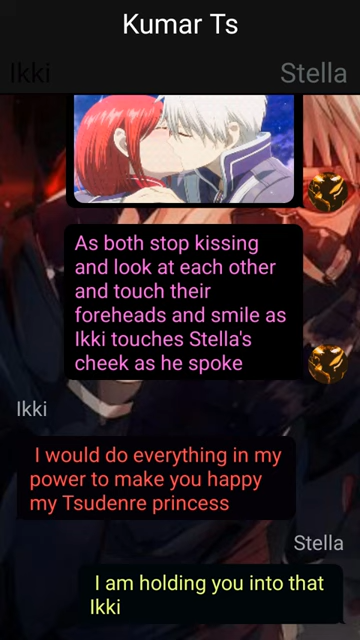 Kumar Ts
Ikki
Stella
As both stop kissing
and look at each other
and touch their
foreheads and smile as
Ikki touches Stella's
cheek as he spoke
Ikki
I would do everything in my
power to make you happy
my Tsudenre princess
Stella
I am holding you into that
Ikki